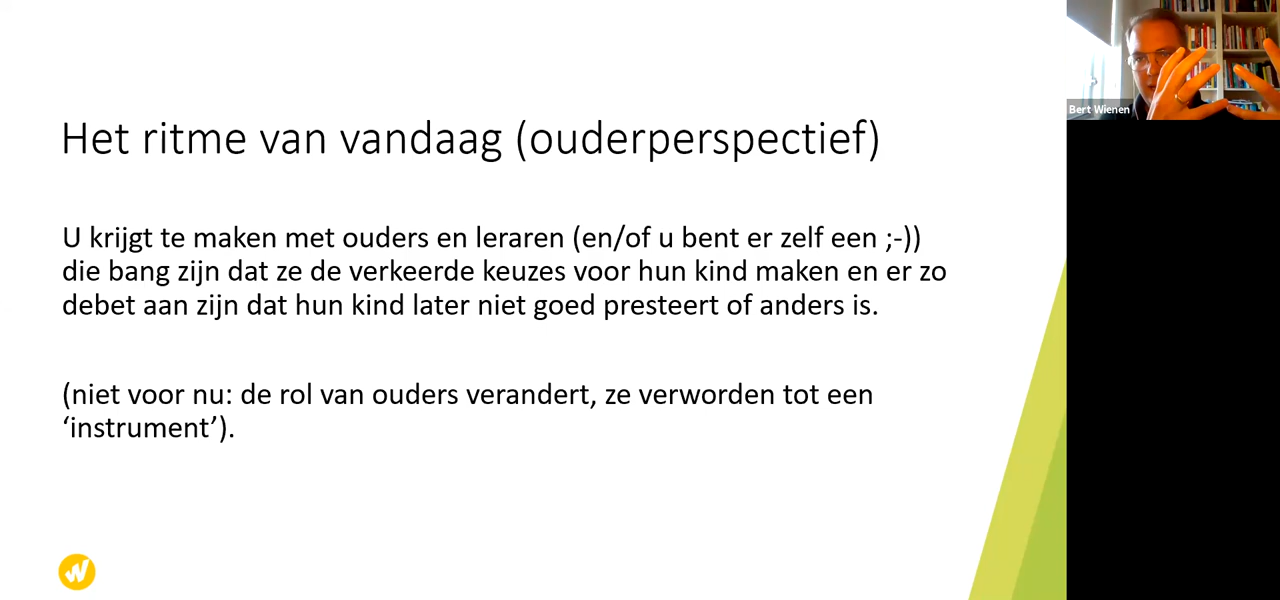 Het ritme van vandaag (ouderperspectief)
U krijgt te maken met ouders en leraren (en/of u bent er zelf een ;-))
die bang zijn dat ze de verkeerde keuzes voor hun kind maken en er zo
debet aan zijn dat hun kind later niet goed presteert of anders is.
(niet voor nu: de rol van ouders verandert, ze verworden tot een
‘instrument’).
Bert Wienen